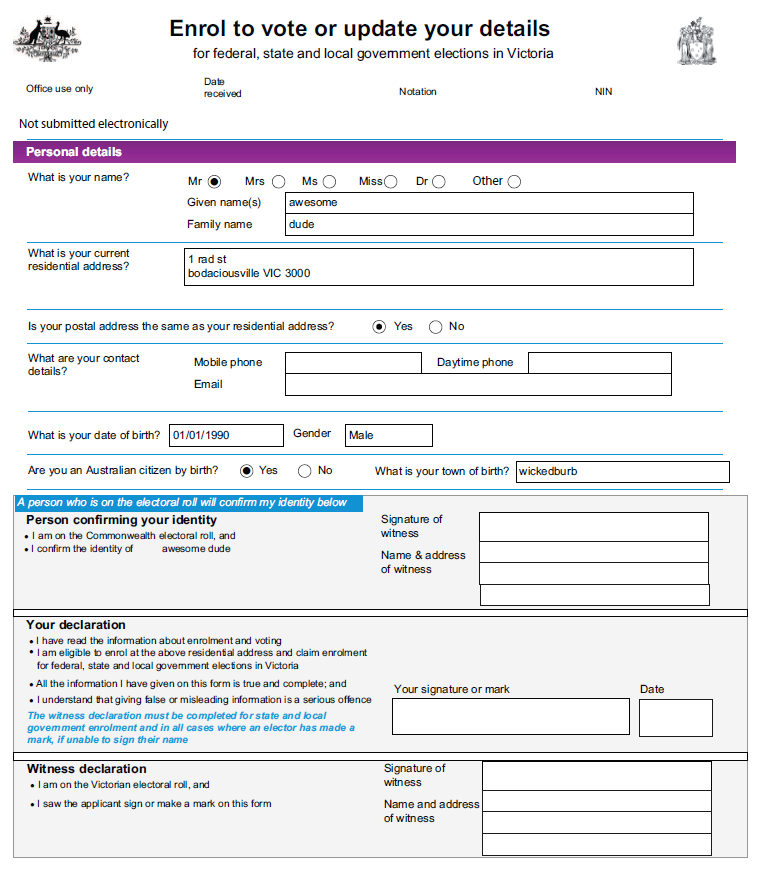 Enrol to vote or update your details
for federal, state and local government elections in Victoria
Office use only
Date
received
Notation
NIN
Not submitted electronically
Personal details
What is your name?
Mr Mrs Ms Miss Dr Other
Given name(s) awesome
Family name dude
What is your current
residential address?
1 rad st
bodaciousville VIC 3000
Is your postal address the same as your residential address? Yes No
What are your contact
details?
Mobile phone Daytime phone
Email
What is your date of birth? 01/01/1990 Gender Male
Are you an Australian citizen by birth? Yes No What is your town of birth? wickedburb
A person who is on the electoral roll will confirm my identity below
Person confirming your identity
• I am on the Commonwealth electoral roll, and
• I confirm the identity of awesome dude
Signature of
witness
Name & address
of witness
Your declaration
• I have read the information about enrolment and voting
• I am eligible to enrol at the above residential address and claim enrolment
for federal, state and local government elections in Victoria
• All the information I have given on this form is true and complete; and
• I understand that giving false or misleading information is a serious offence
The witness declaration must be completed for state and local
government enrolment and in all cases where an elector has made a
mark, if unable to sign their name
Your signature or mark
Date
Witness declaration
• I am on the Victorian electoral roll, and
• I saw the applicant sign or make a mark on this form
Signature of
witness
Name and address
of witness